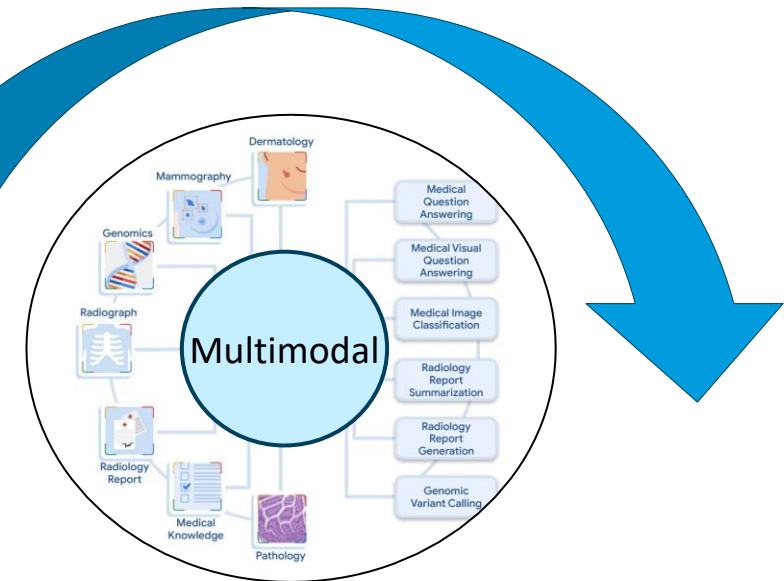 Dermatology
Mammography
Genomics
Radiograph
Radiology
Report
Medical
Knowledge
Pathology
Multimodal
Medical
Question
Answering
Medical Visual
Question
Answering
Medical Image
Classification
Radiology
Report
Summarization
Radiology
Report
Generation
Genomic
Variant Calling